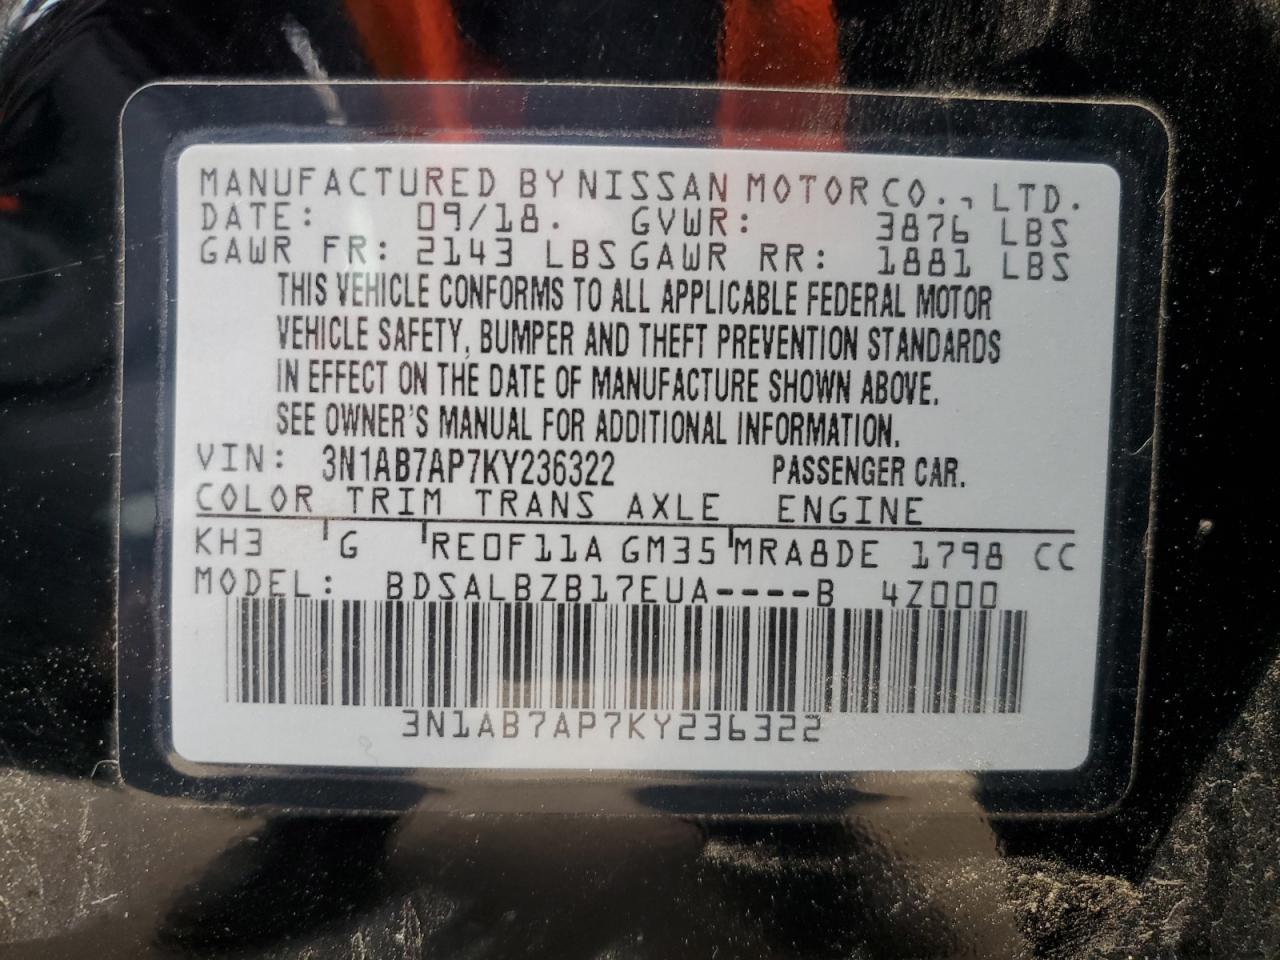 MANUFACTURED BY NISSAN MOTOR CO., LTD.
DATE: 09/18. GVWR: 3876 LBS
GAWR FR: 2143 LBS GAWR RR: 1881 LBS
THIS VEHICLE CONFORMS TO ALL APPLICABLE FEDERAL MOTOR
VEHICLE SAFETY, BUMPER AND THEFT PREVENTION STANDARDS
IN EFFECT ON THE DATE OF MANUFACTURE SHOWN ABOVE.
SEE OWNER'S MANUAL FOR ADDITIONAL INFORMATION.
VIN: 3N1AB7AP7KY236322 PASSENGER CAR.
COLOR TRIM TRANS AXLE ENGINE
KH3 G RE0F11A GM35 MRA8DE 1798 CC
MODEL: BDSALBZB17EUA----B 4Z000
3N1AB7AP7KY236322